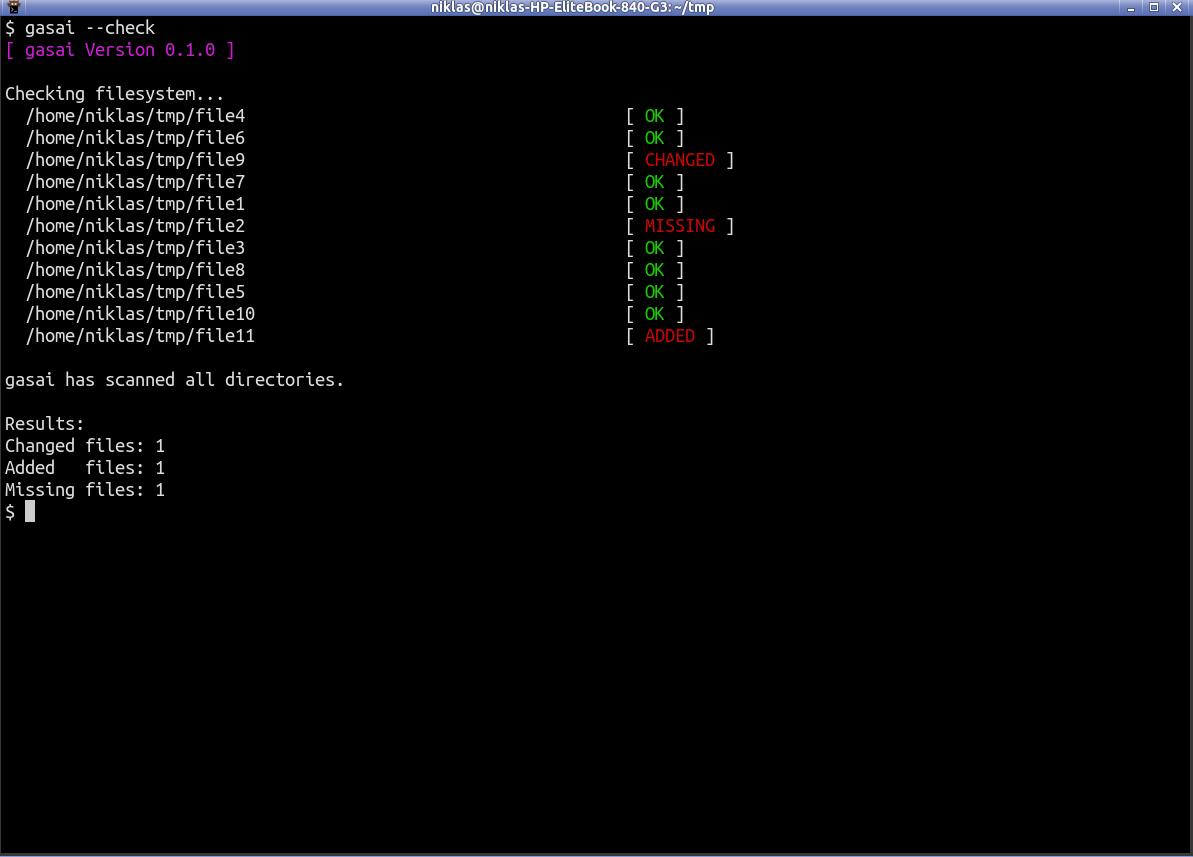 niklas@niklas-HP-EliteBook-840-G3: ~/tmp
$ gasai --check
[ gasai Version 0.1.0 ]
Checking filesystem...
/home/niklas/tmp/file4 [ OK ]
/home/niklas/tmp/file6 [ OK ]
/home/niklas/tmp/file9 [ CHANGED ]
/home/niklas/tmp/file7 [ OK ]
/home/niklas/tmp/file1 [ OK ]
/home/niklas/tmp/file2 [ MISSING ]
/home/niklas/tmp/file3 [ OK ]
/home/niklas/tmp/file8 [ OK ]
/home/niklas/tmp/file5 [ OK ]
/home/niklas/tmp/file10 [ OK ]
/home/niklas/tmp/file11 [ ADDED ]
gasai has scanned all directories.
Results:
Changed files: 1
Added   files: 1
Missing files: 1
$